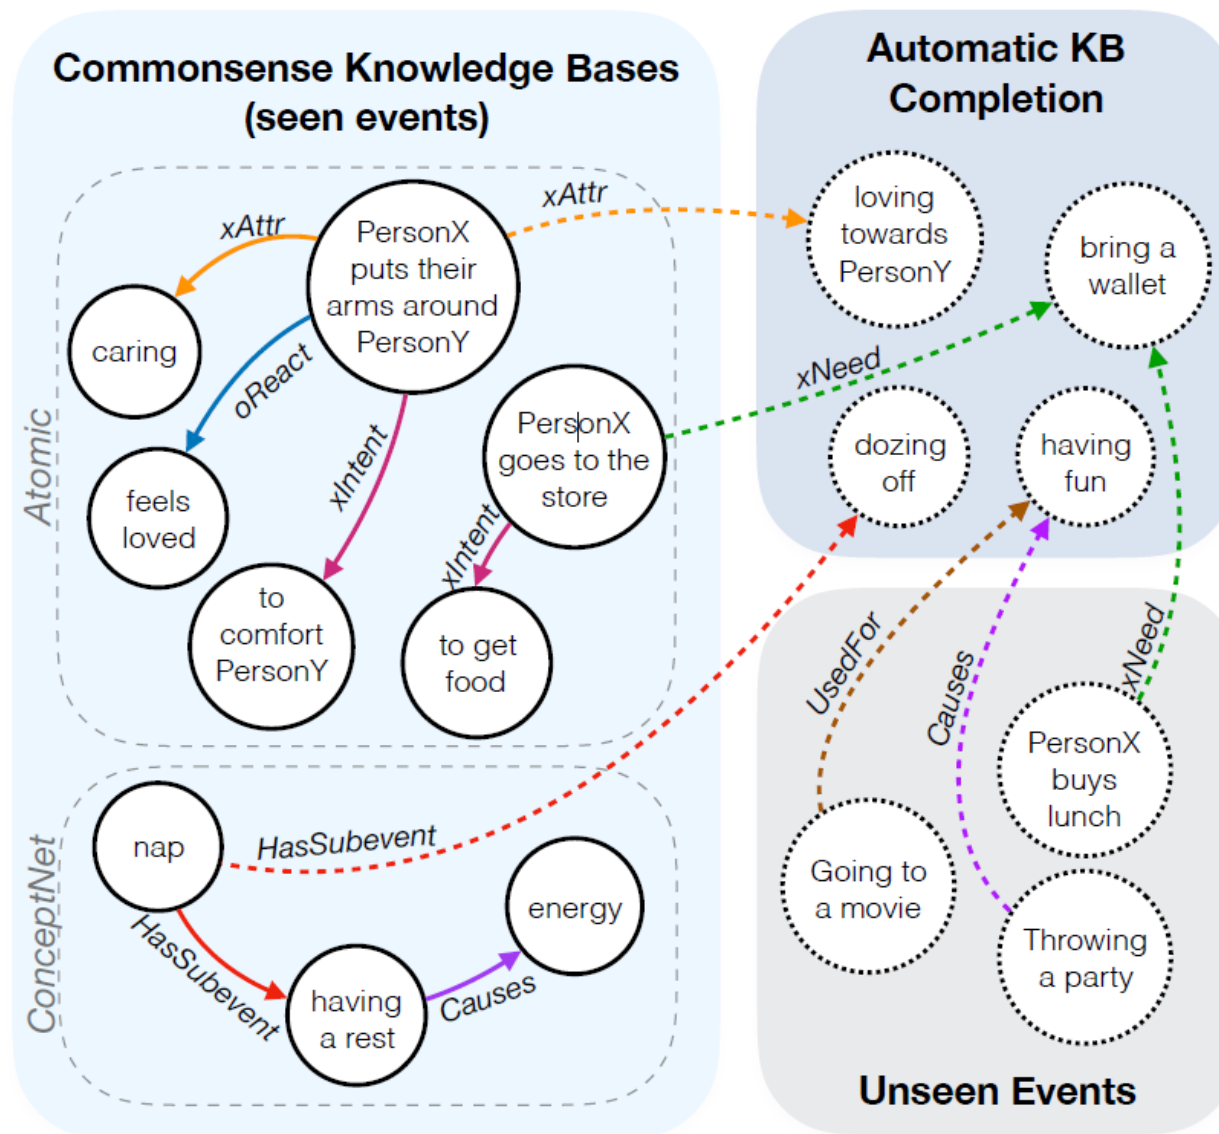 Commonsense Knowledge Bases
(seen events)
Atomic
xAttr
PersonX
puts their
arms around
PersonY
caring
oReact
feels
loved
xIntent
to
comfort
PersonY
PersonX
goes to the
store
xIntent
to get
food
ConceptNet
nap
HasSubevent
HasSubevent
having
a rest
Causes
energy
Automatic KB
Completion
xAttr
loving
towards
PersonY
bring a
wallet
xNeed
dozing
off
having
fun
UsedFor
Causes
xNeed
PersonX
buys
lunch
Going to
a movie
Throwing
a party
Unseen Events